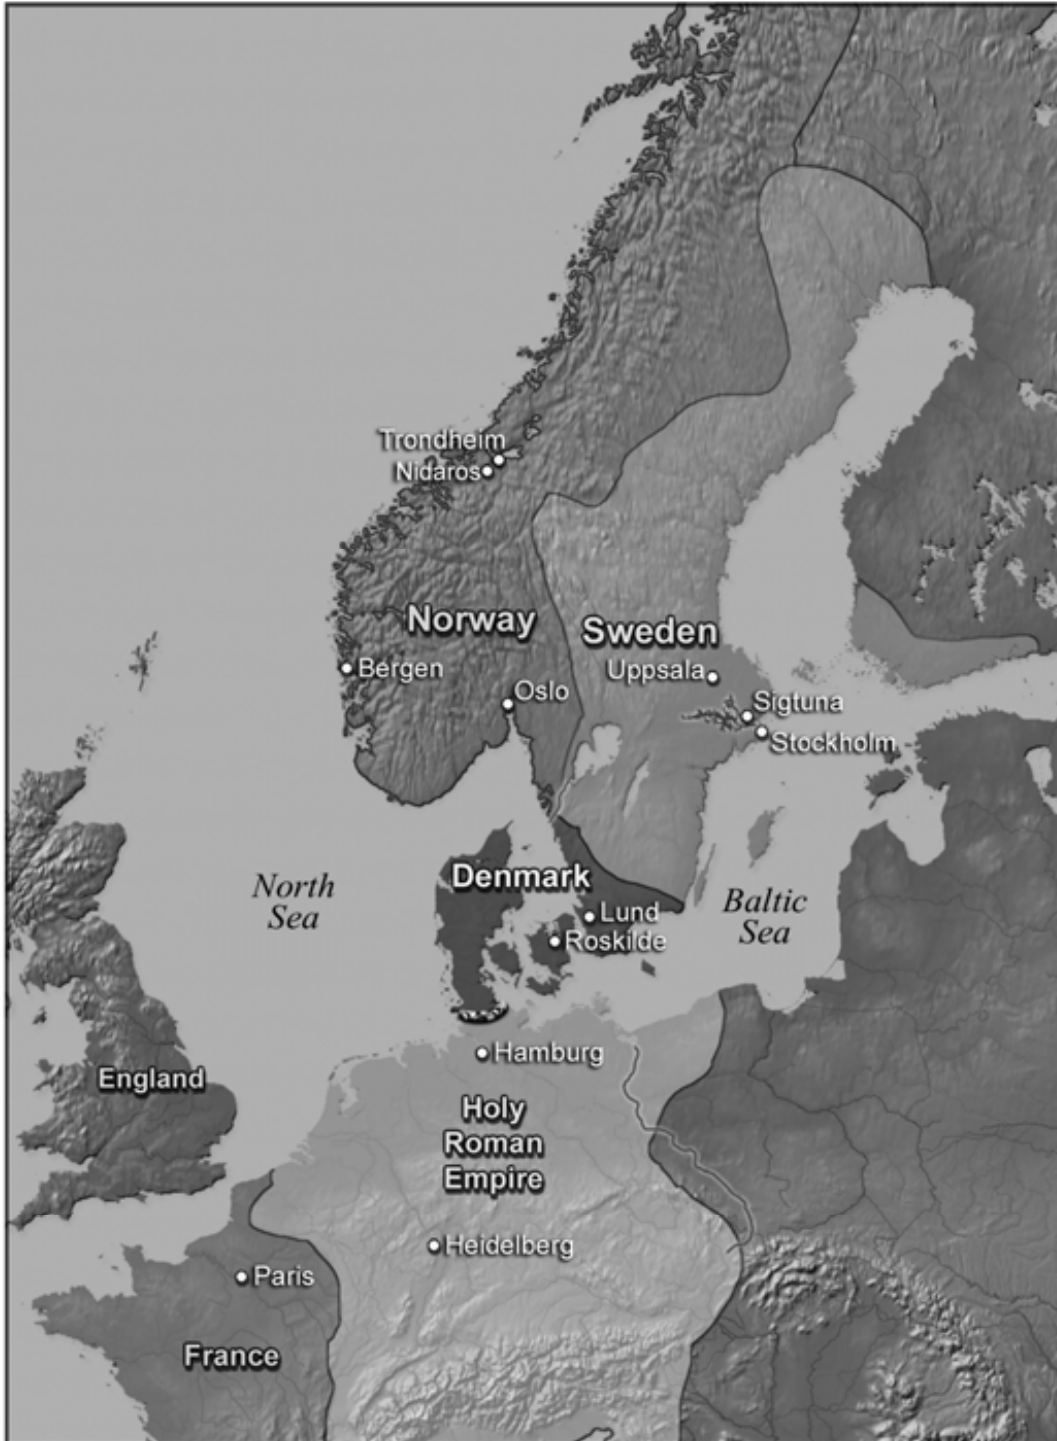 Trondheim
Nidaros
Norway
Sweden
Bergen
Uppsala
Oslo
Sigtuna
Stockholm
North
Sea
Denmark
Baltic
Sea
Lund
Roskilde
Hamburg
England
Holy
Roman
Empire
Heidelberg
Paris
France